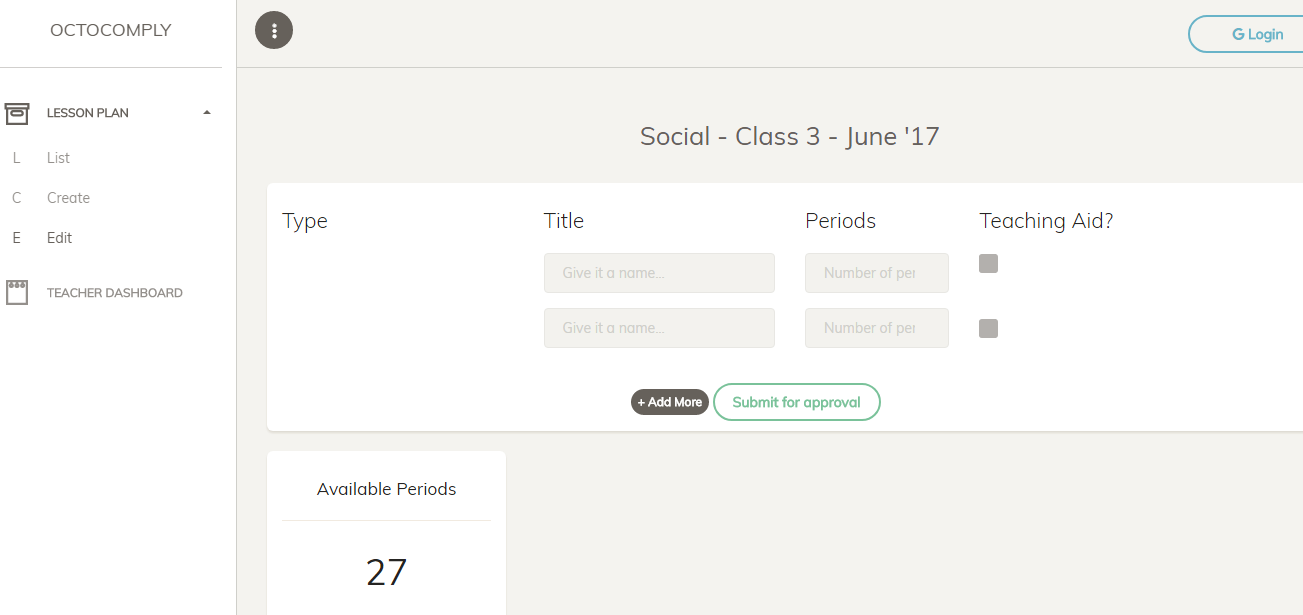 OCTOCOMPLY
G Login
LESSON PLAN
L List
C Create
E Edit
TEACHER DASHBOARD
Social - Class 3 - June '17
Type Title Periods Teaching Aid?
Give it a name... Number of per
Give it a name... Number of per
+ Add More Submit for approval
Available Periods
27